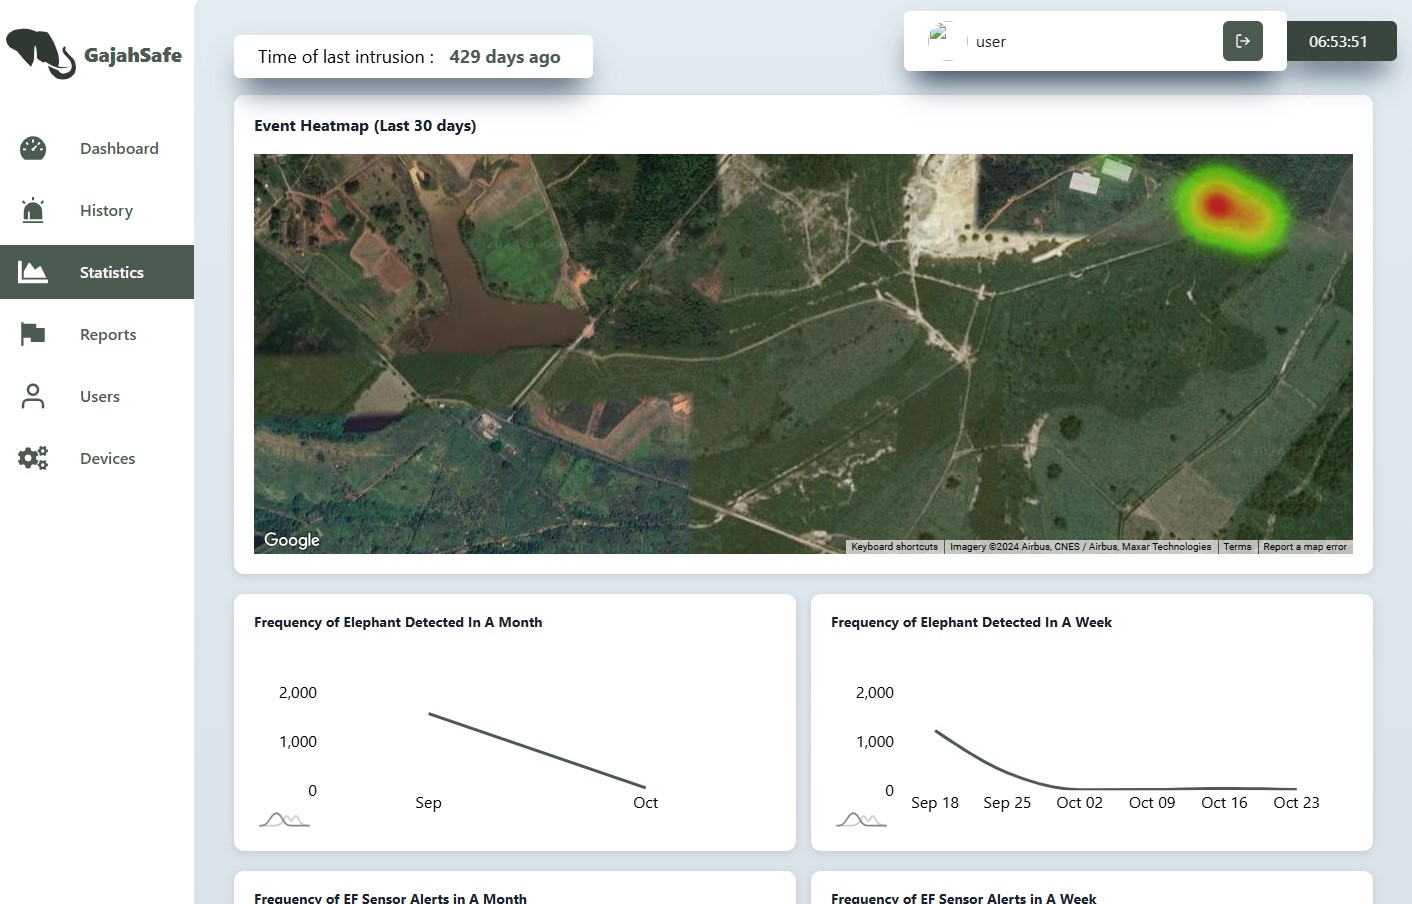 GajahSafe
Dashboard
History
Statistics
Reports
Users
Devices
Time of last intrusion : 429 days ago
user
06:53:51
Event Heatmap (Last 30 days)
Google
Keyboard shortcuts
Imagery ©2024 Airbus, CNES / Airbus, Maxar Technologies
Terms
Report a map error
Frequency of Elephant Detected In A Month
2,000
1,000
0
Sep Oct
Frequency of Elephant Detected In A Week
2,000
1,000
0
Sep 18 Sep 25 Oct 02 Oct 09 Oct 16 Oct 23
Frequency of EF Sensor Alerts in A Month
Frequency of EF Sensor Alerts in A Week